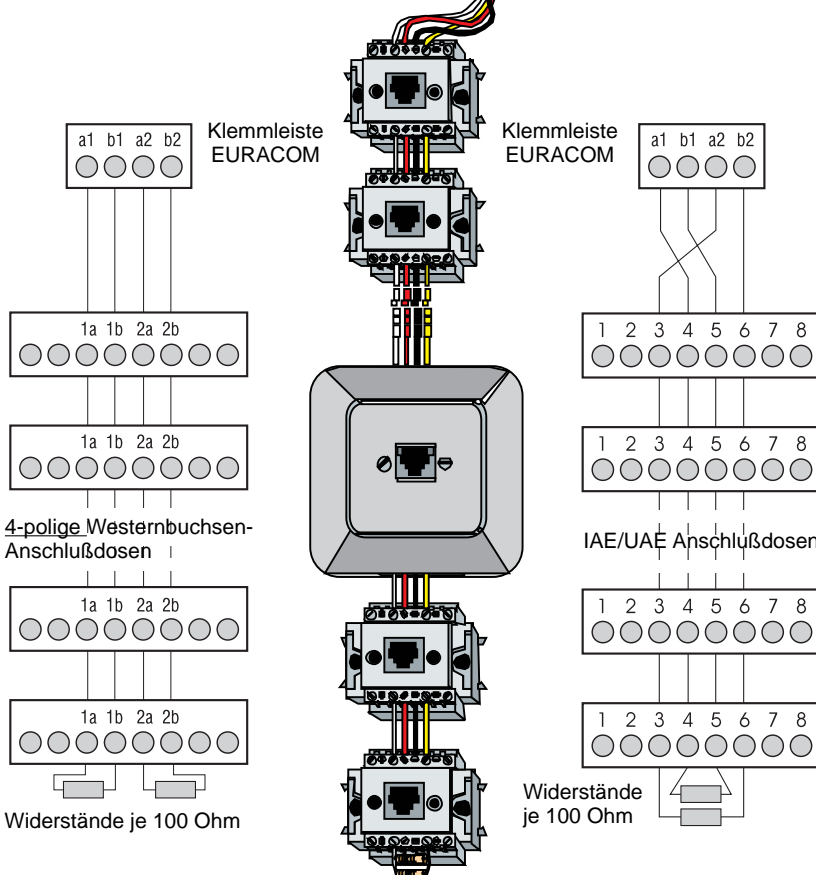 Klemmleiste
EURACOM
a1 b1 a2 b2
1a 1b 2a 2b
1a 1b 2a 2b
4-polige Westernbuchsen-
Anschlußdosen
1a 1b 2a 2b
1a 1b 2a 2b
Widerstände je 100 Ohm
Klemmleiste
EURACOM
a1 b1 a2 b2
1 2 3 4 5 6 7 8
1 2 3 4 5 6 7 8
IAE/UAE Anschlußdosen
1 2 3 4 5 6 7 8
1 2 3 4 5 6 7 8
Widerstände
je 100 Ohm